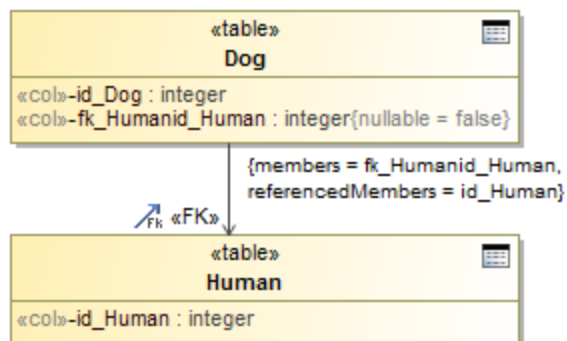 «table»
Dog
«col»-id_Dog : integer
«col»-fk_Humanid_Human : integer{nullable = false}
{members = fk_Humanid_Human,
referencedMembers = id_Human}
Fk «FK»
«table»
Human
«col»-id_Human : integer